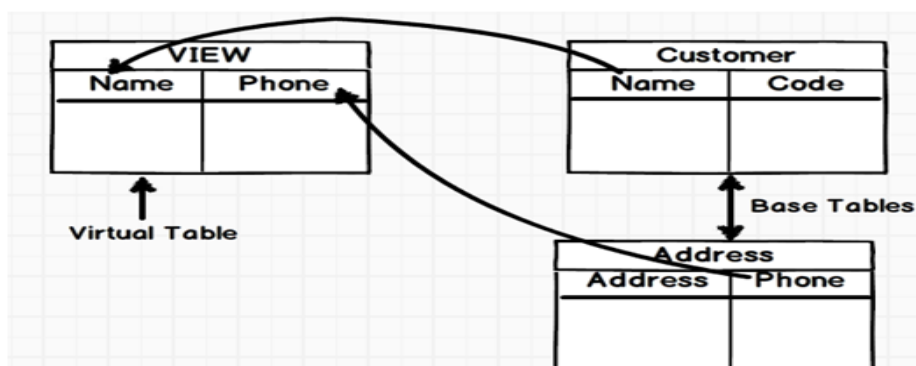 VIEW
Name Phone
Virtual Table
Customer
Name Code
Base Tables
Address
Address Phone